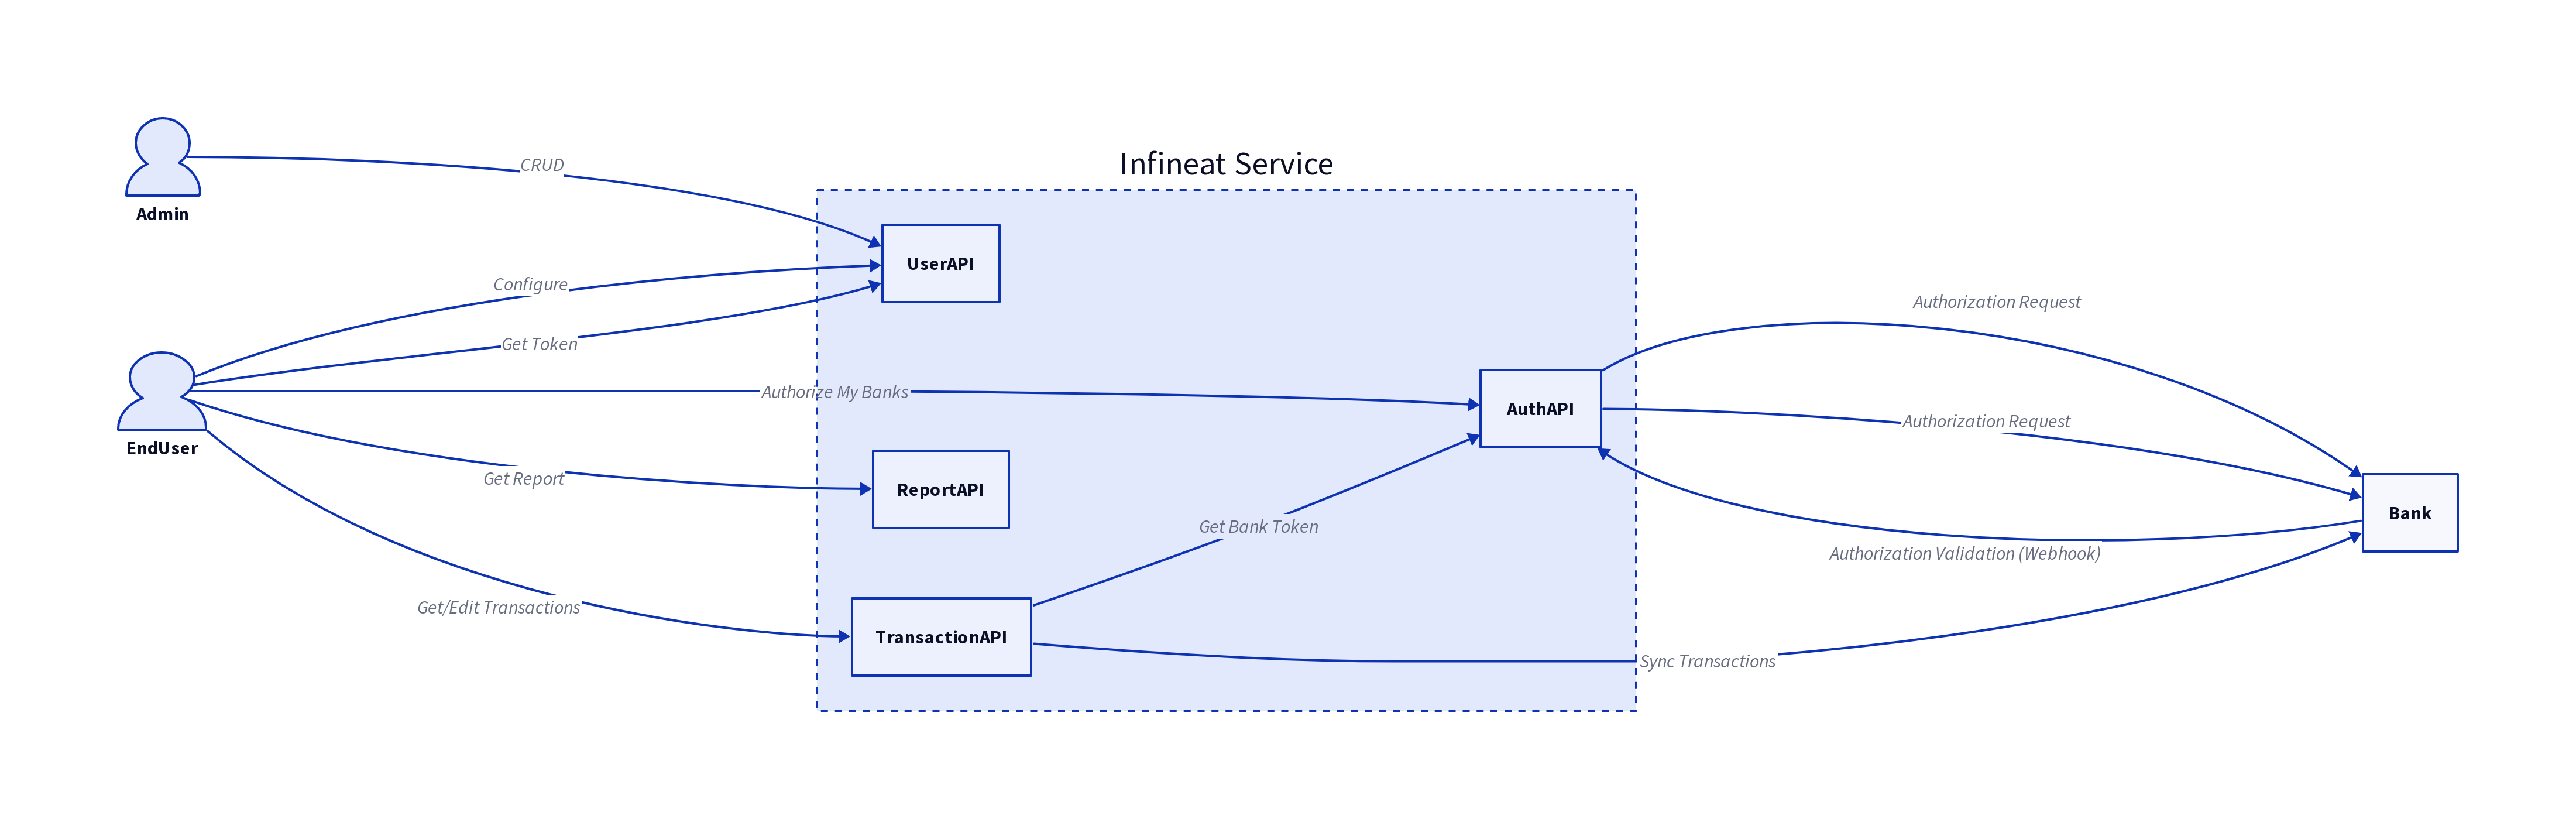 Infineat Service
CRUD
Admin
UserAPI
Configure
Authorization Request
Get Token
Authorize My Banks
AuthAPI
Authorization Request
EndUser
Get Report
ReportAPI
Bank
Get Bank Token
Authorization Validation (Webhook)
Get/Edit Transactions
TransactionAPI
Sync Transactions